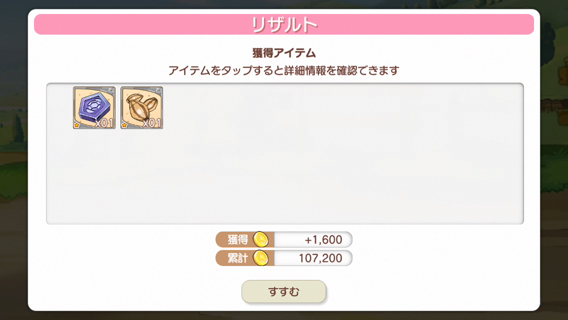 リザルト
獲得アイテム
アイテムをタップすると詳細情報を確認できます
x01 x01
獲得 +1,600
累計 107,200
すすむ